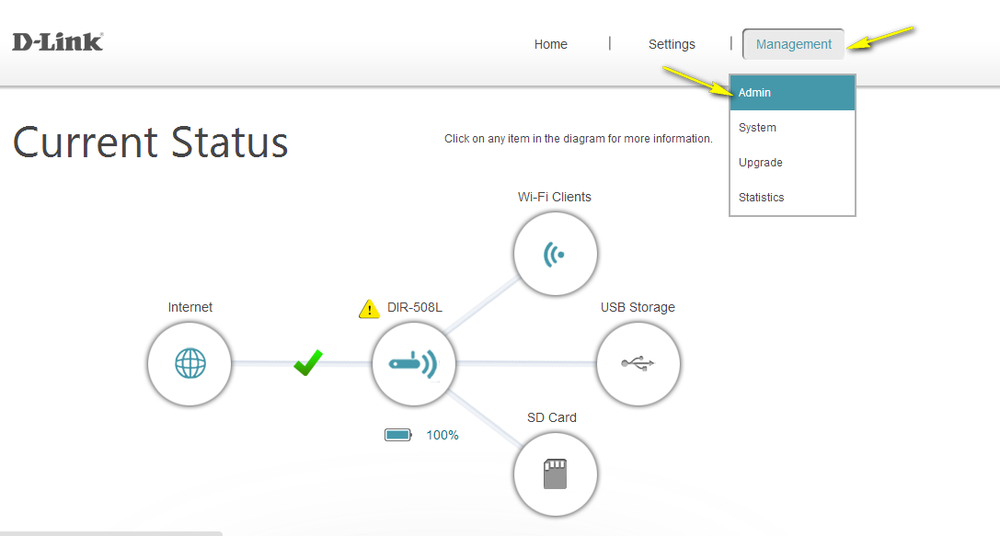 D-Link
Home | Settings | Management
Admin
System
Upgrade
Statistics
Current Status
Click on any item in the diagram for more information.
Wi-Fi Clients
Internet
DIR-508L
USB Storage
SD Card
100%